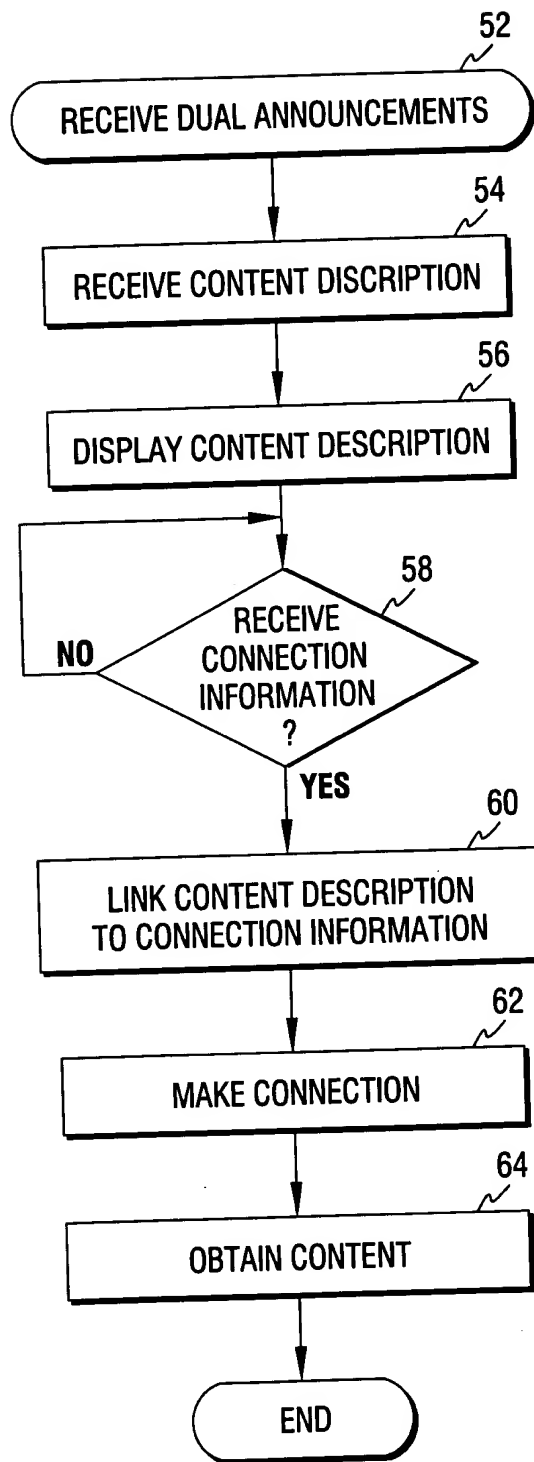 52
RECEIVE DUAL ANNOUNCEMENTS
54
RECEIVE CONTENT DISCRIPTION
56
DISPLAY CONTENT DESCRIPTION
58
RECEIVE
CONNECTION
INFORMATION
?
NO
YES
60
LINK CONTENT DESCRIPTION
TO CONNECTION INFORMATION
62
MAKE CONNECTION
64
OBTAIN CONTENT
END